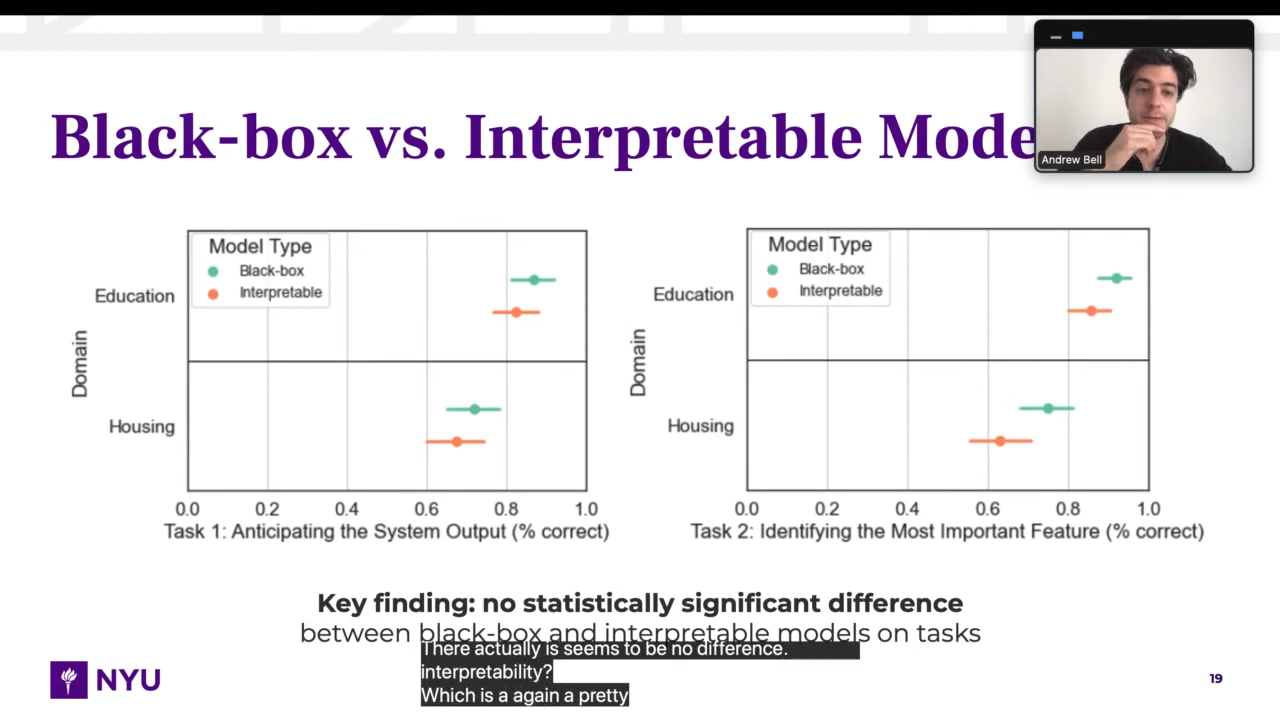 Black-box vs. Interpretable Mode
Andrew Bell
Model Type
Black-box
Interpretable
Education
Housing
Domain
0.0 0.2 0.4 0.6 0.8 1.0
Task 1: Anticipating the System Output (% correct)
Model Type
Black-box
Interpretable
Education
Housing
Domain
0.0 0.2 0.4 0.6 0.8 1.0
Task 2: Identifying the Most Important Feature (% correct)
Key finding: no statistically significant difference
between black-box and interpretable models on tasks
There actually is seems to be no difference.
interpretability?
Which is a again a pretty
NYU
19